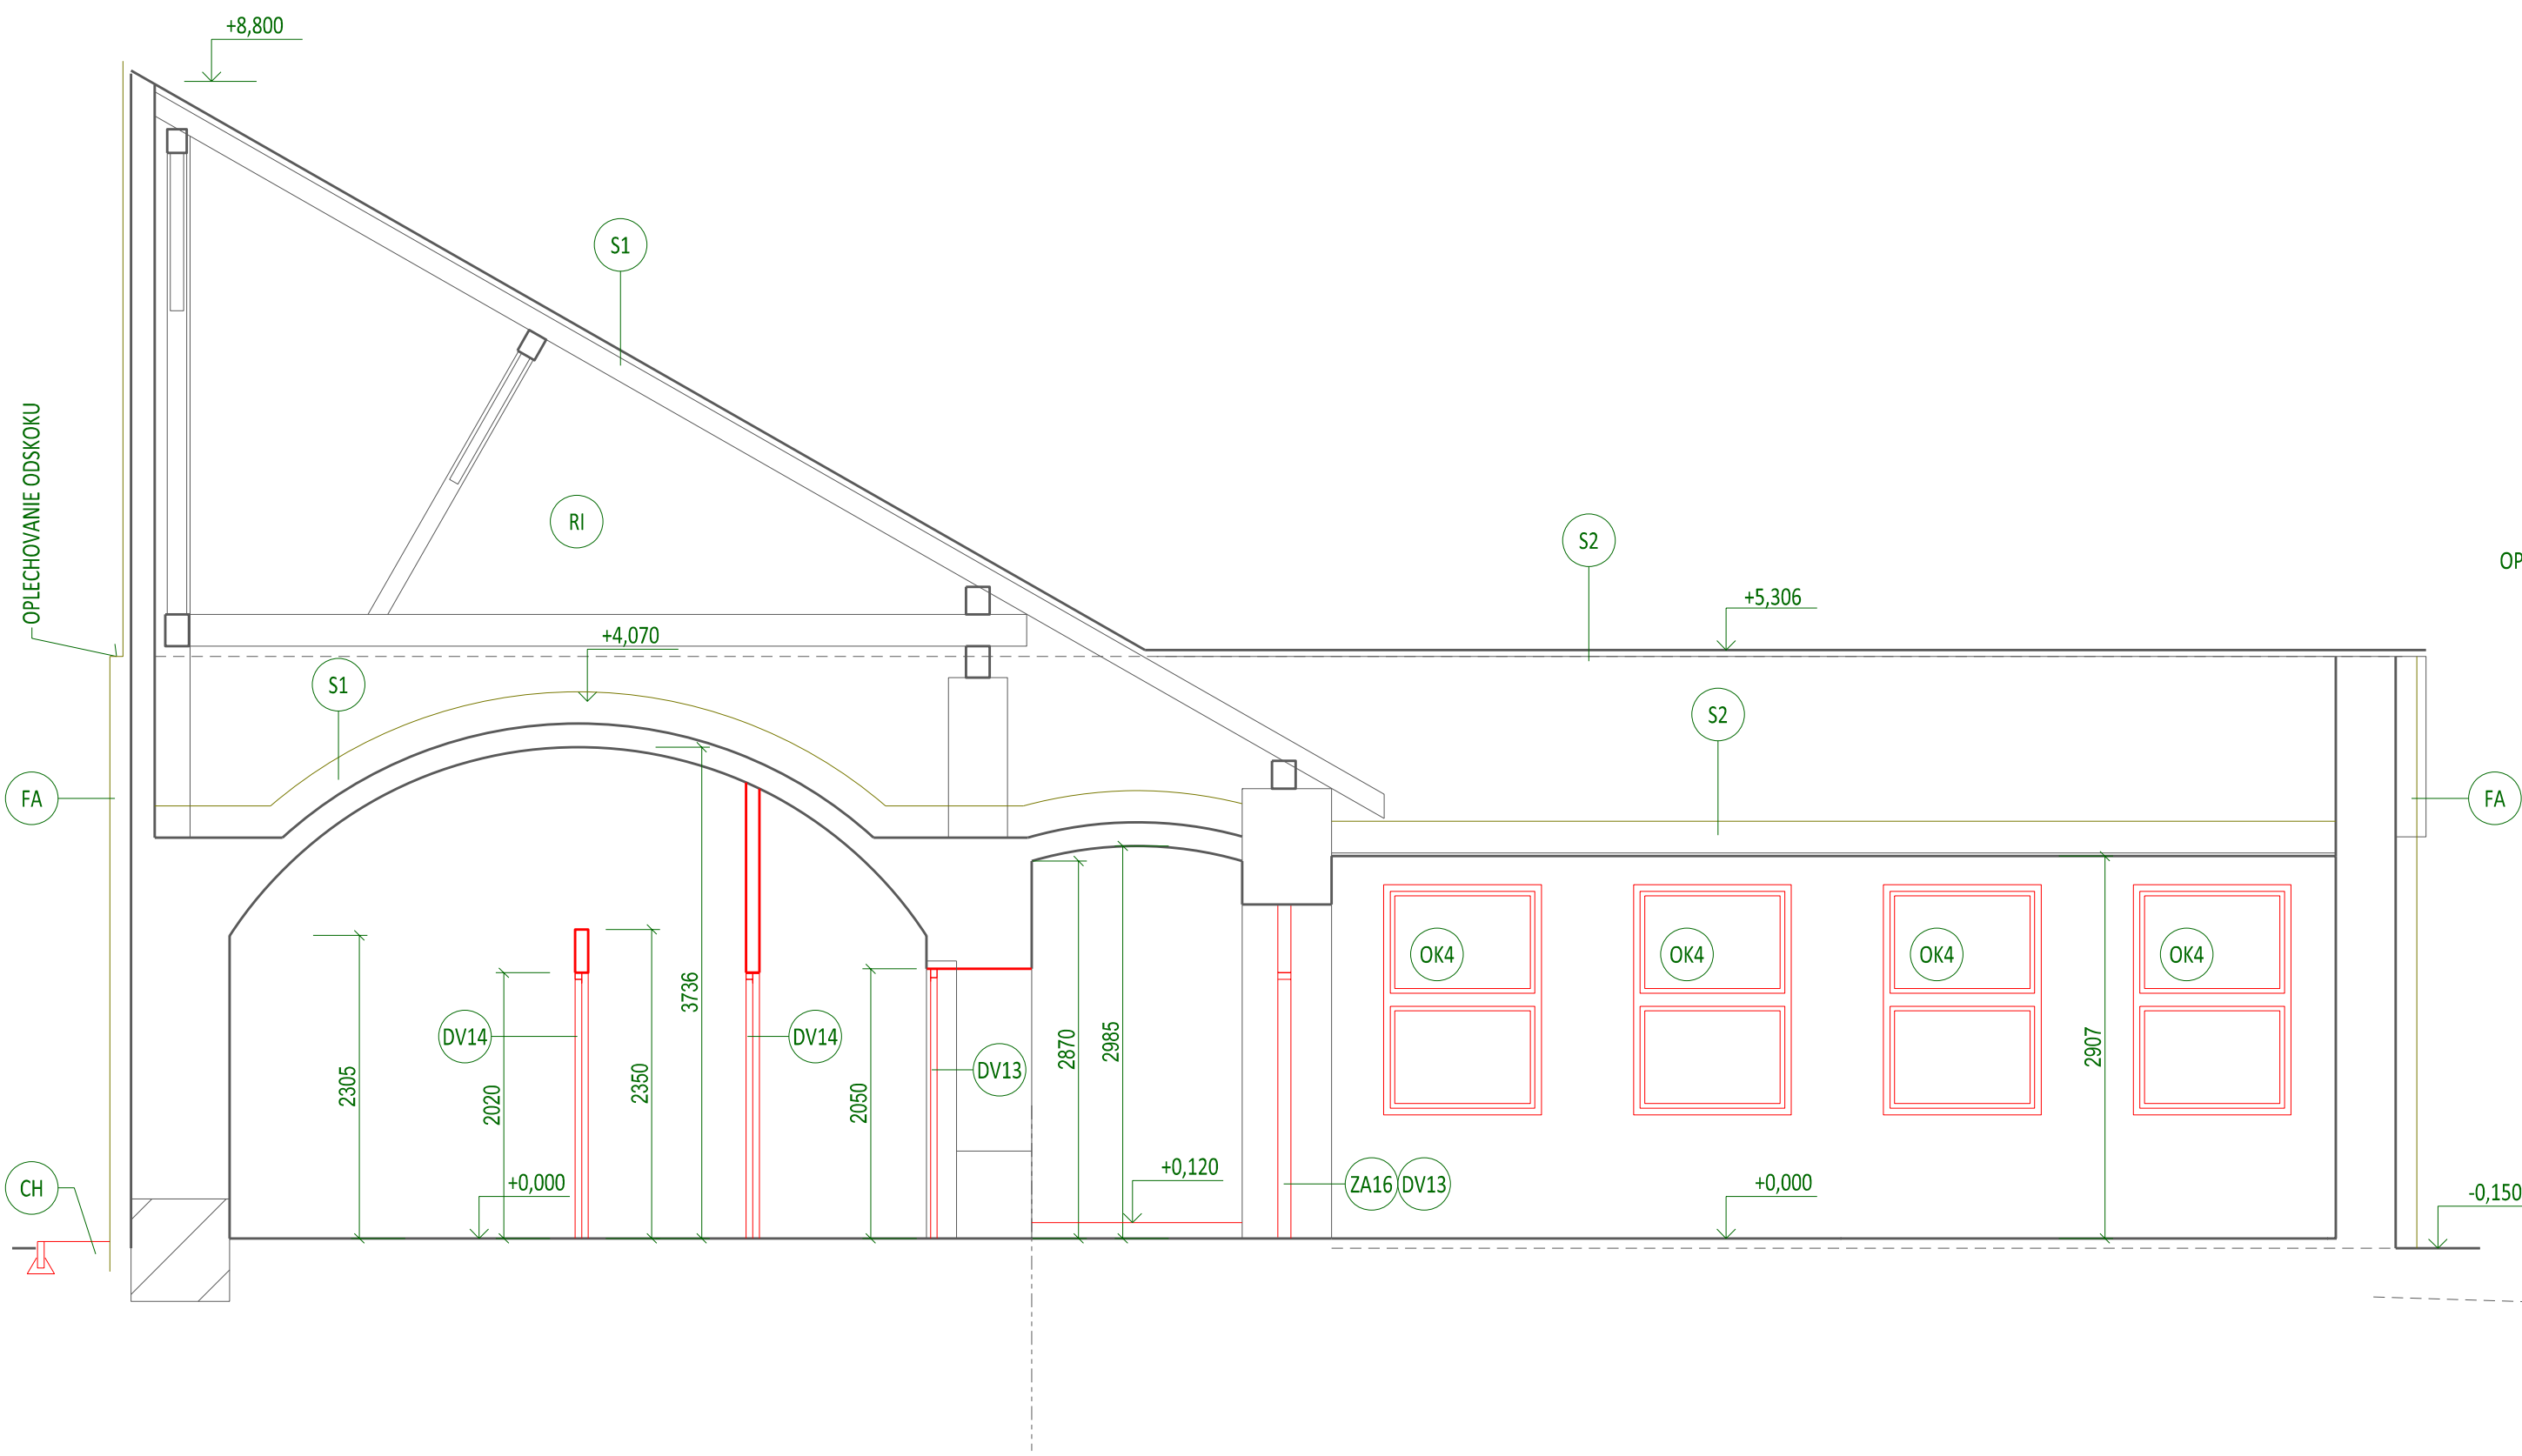 +8,800
S1
OPLECHOVANIE ODSKOKU
RI
S2
OP
+5,306
+4,070
S1
S2
FA
FA
OK4
OK4
OK4
OK4
3736
DV14
DV14
2870
2985
2907
DV13
2305
2020
2350
2050
+0,120
CH
+0,000
ZA16
DV13
+0,000
-0,150